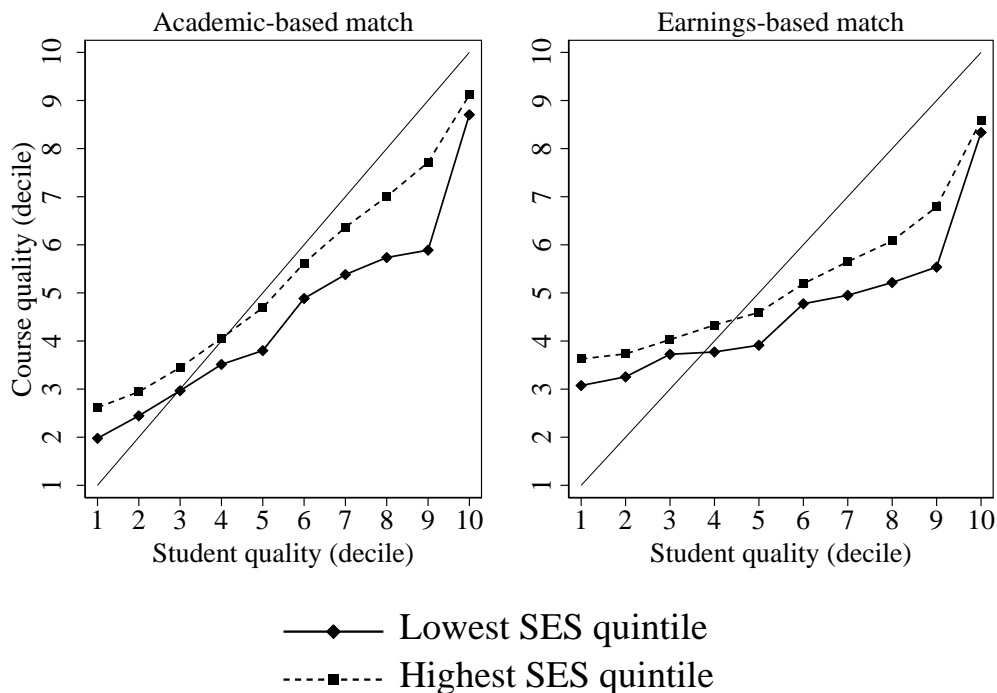 Academic-based match
Course quality (decile)
10
9
8
7
6
5
4
3
2
1
1 2 3 4 5 6 7 8 9 10
Student quality (decile)
Earnings-based match
10
9
8
7
6
5
4
3
2
1
1 2 3 4 5 6 7 8 9 10
Student quality (decile)
Lowest SES quintile
Highest SES quintile